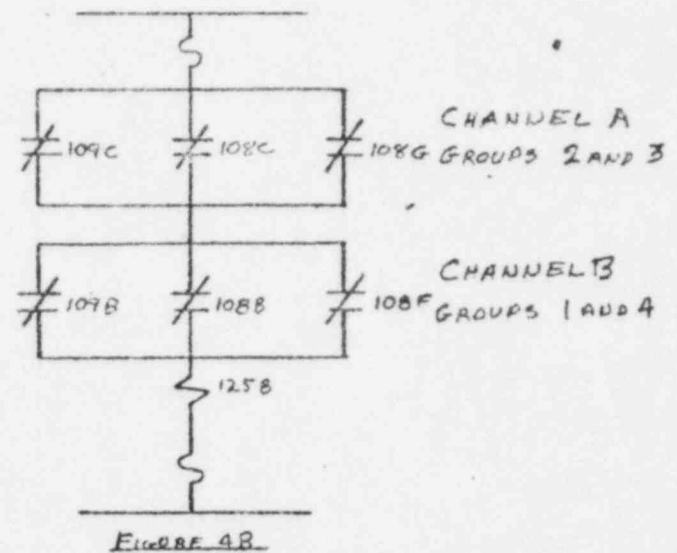 109C 108C 108G
CHANNEL A
GROUPS 2 AND 3
109B 108B 108F
CHANNEL B
GROUPS 1 AND 4
125B
FIGURE 4B